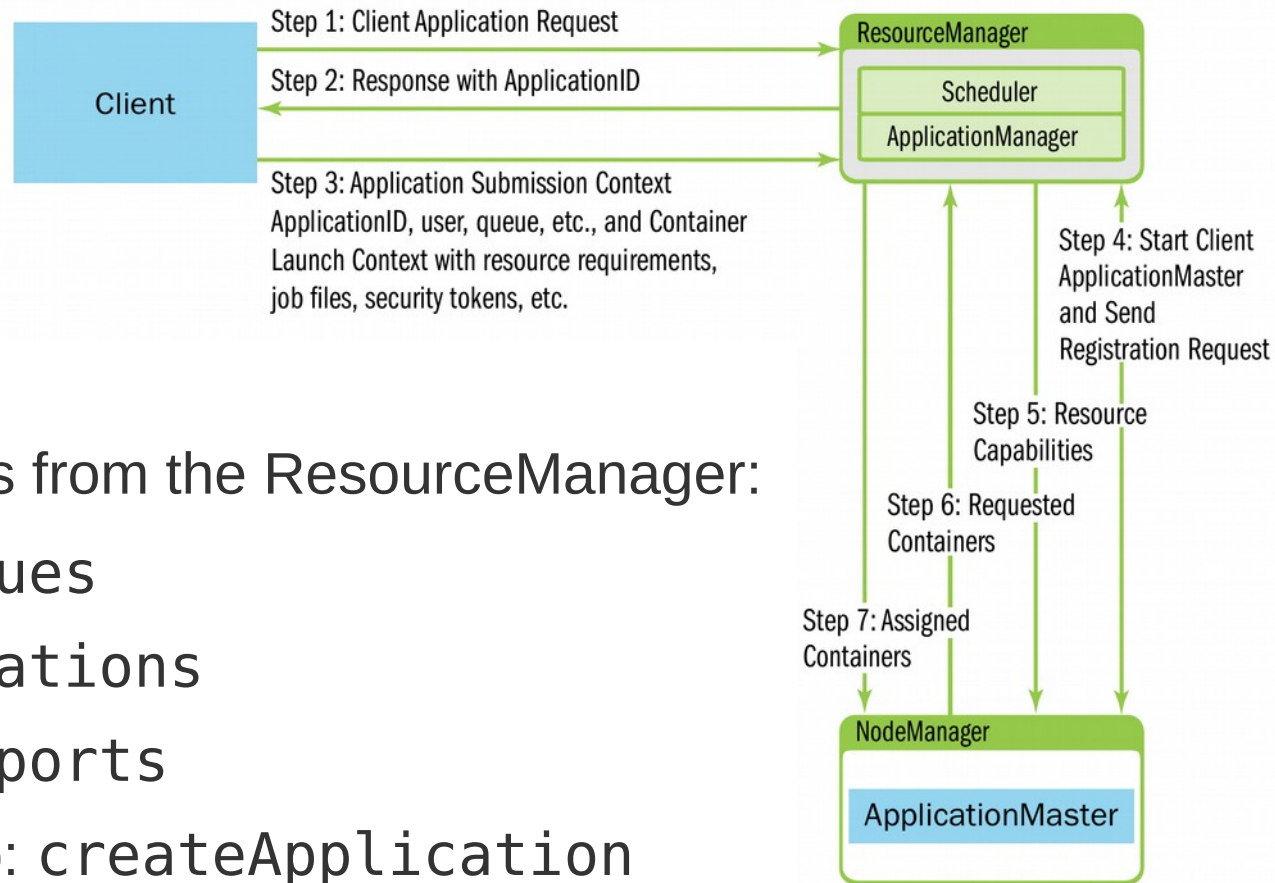 Step 1: Client Application Request
ResourceManager
Step 2: Response with ApplicationID
Client
Scheduler
ApplicationManager
Step 3: Application Submission Context
ApplicationID, user, queue, etc., and Container
Launch Context with resource requirements,
job files, security tokens, etc.
Step 4: Start Client
ApplicationMaster
and Send
Registration Request
Step 5: Resource
Capabilities
Step 6: Requested
Containers
Step 7: Assigned
Containers
s from the ResourceManager:
ues
ations
ports
: createApplication
NodeManager
ApplicationMaster